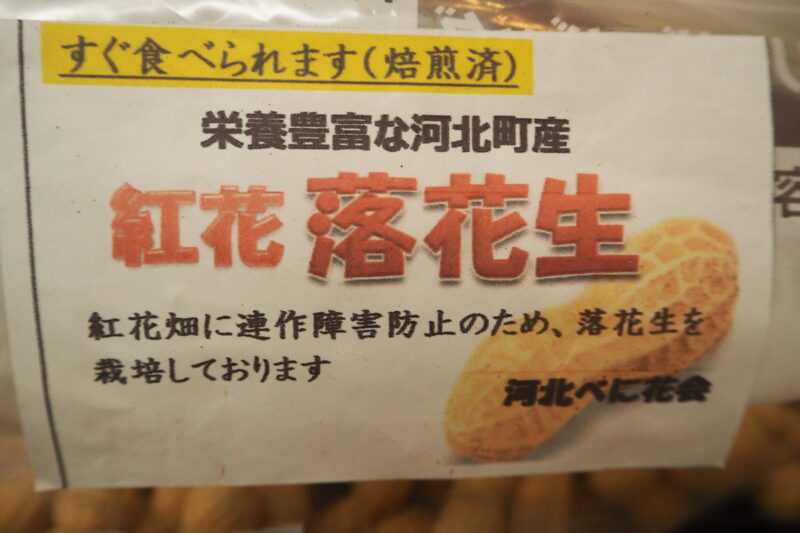 すぐ食べられます(焙煎済)
栄養豊富な河北町産
紅花 落花生
紅花畑に連作障害防止のため、落花生を
栽培しております
河北べに花会
容